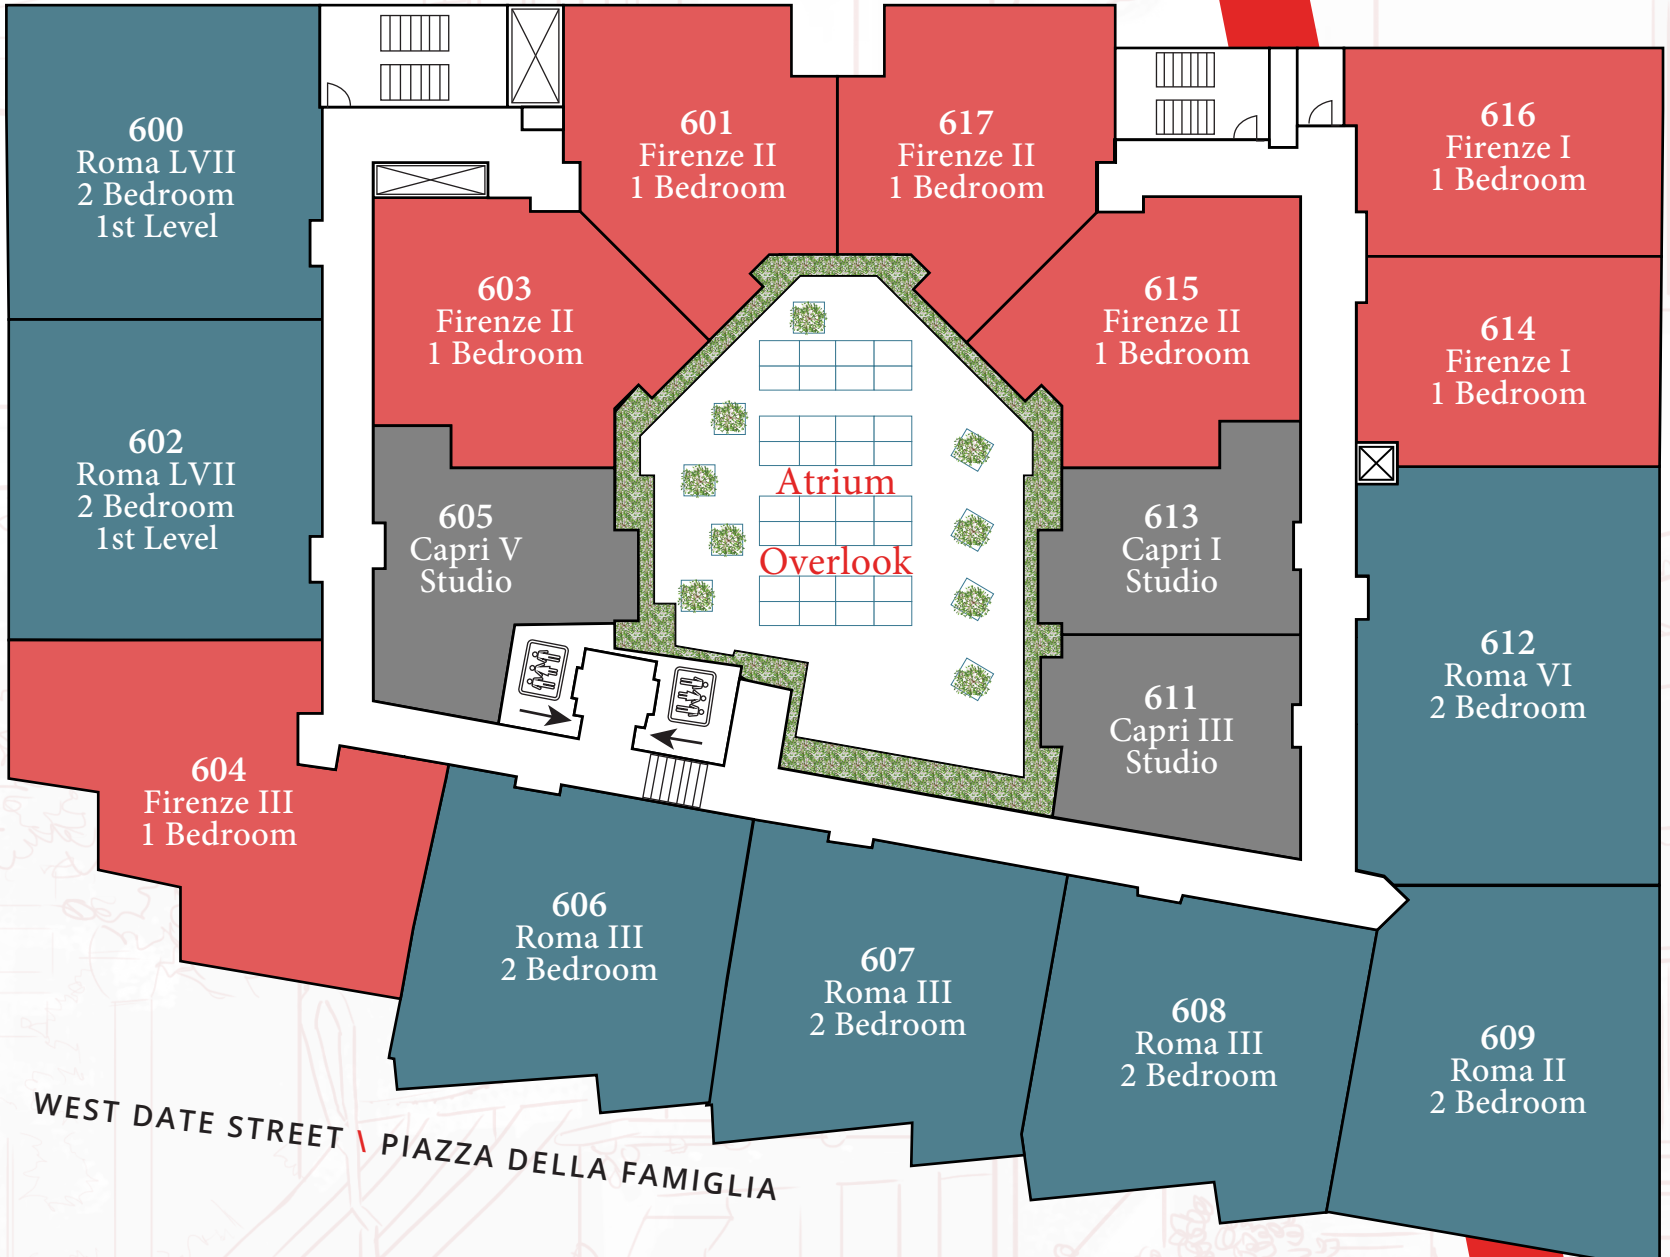 600
Roma LVII
2 Bedroom
1st Level
601
Firenze II
1 Bedroom
617
Firenze II
1 Bedroom
616
Firenze I
1 Bedroom
603
Firenze II
1 Bedroom
615
Firenze II
1 Bedroom
614
Firenze I
1 Bedroom
602
Roma LVII
2 Bedroom
1st Level
605
Capri V
Studio
Atrium
Overlook
613
Capri I
Studio
612
Roma VI
2 Bedroom
611
Capri III
Studio
604
Firenze III
1 Bedroom
606
Roma III
2 Bedroom
607
Roma III
2 Bedroom
608
Roma III
2 Bedroom
609
Roma II
2 Bedroom
WEST DATE STREET \ PIAZZA DELLA FAMIGLIA